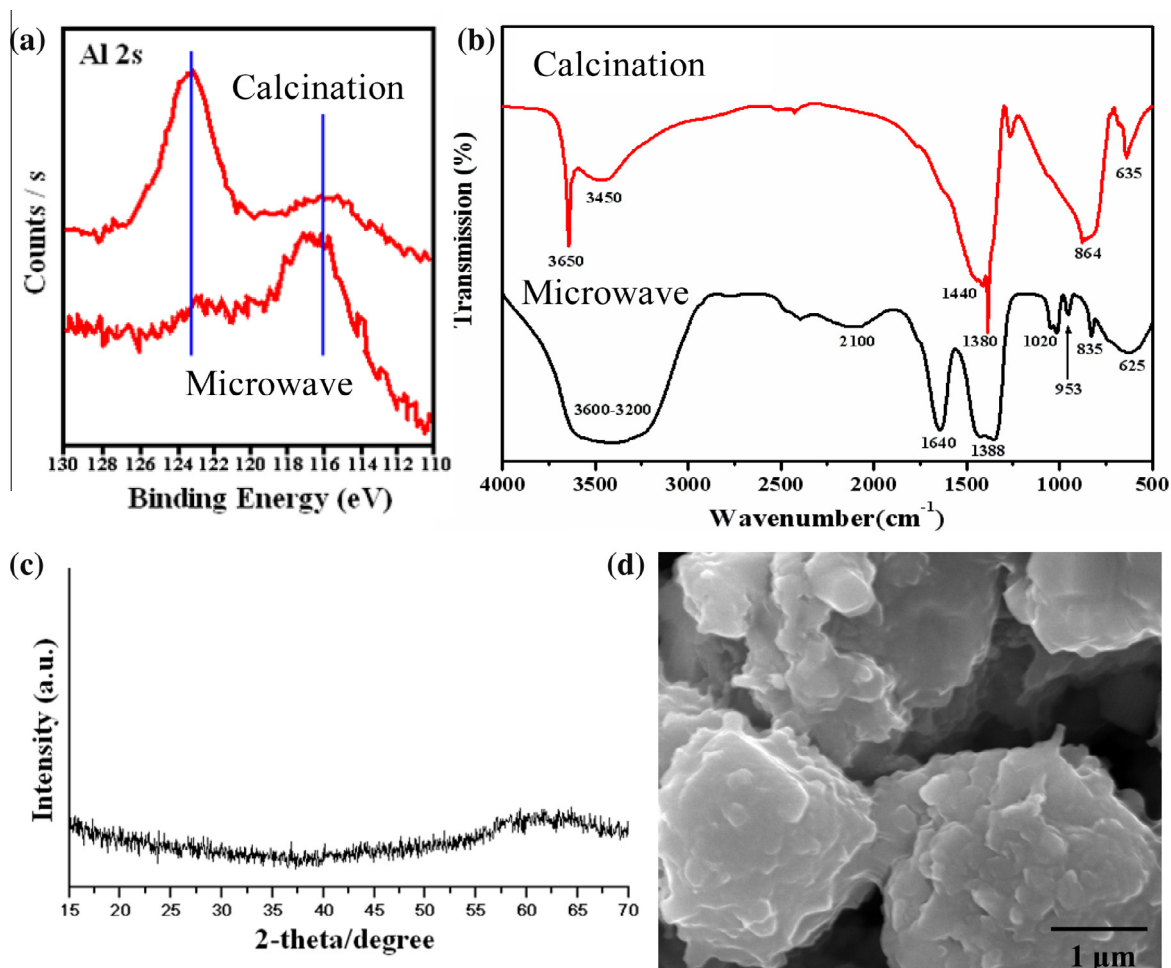 (a)
Al 2s
Calcination
Microwave
Counts / s
130 128 126 124 122 120 118 116 114 112 110
Binding Energy (eV)
(b)
Calcination
3650
3450
1440
1380
864
635
Microwave
3600-3200
2100
1640
1388
1020
953
835
625
Transmission (%)
4000 3500 3000 2500 2000 1500 1000 500
Wavenumber(cm⁻¹)
(c)
Intensity (a.u.)
15 20 25 30 35 40 45 50 55 60 65 70
2-theta/degree
(d)
1 μm